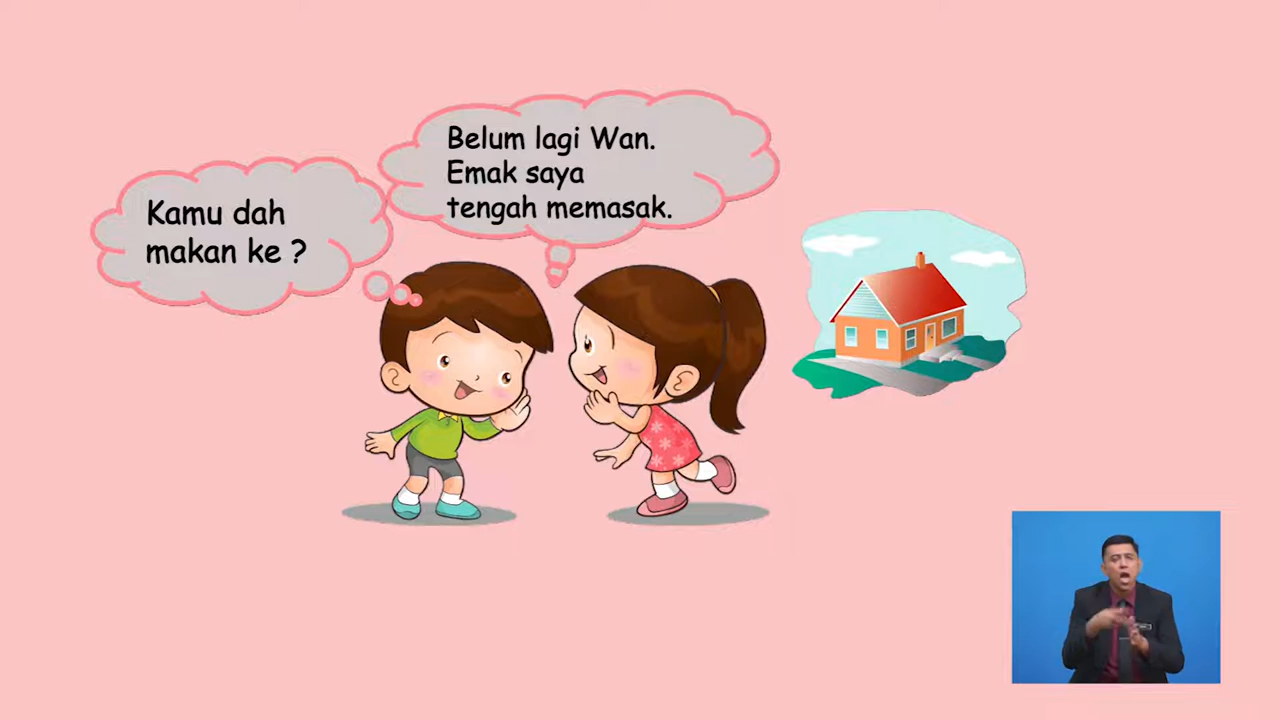 Kamu dah
makan ke ?
Belum lagi Wan.
Emak saya
tengah memasak.